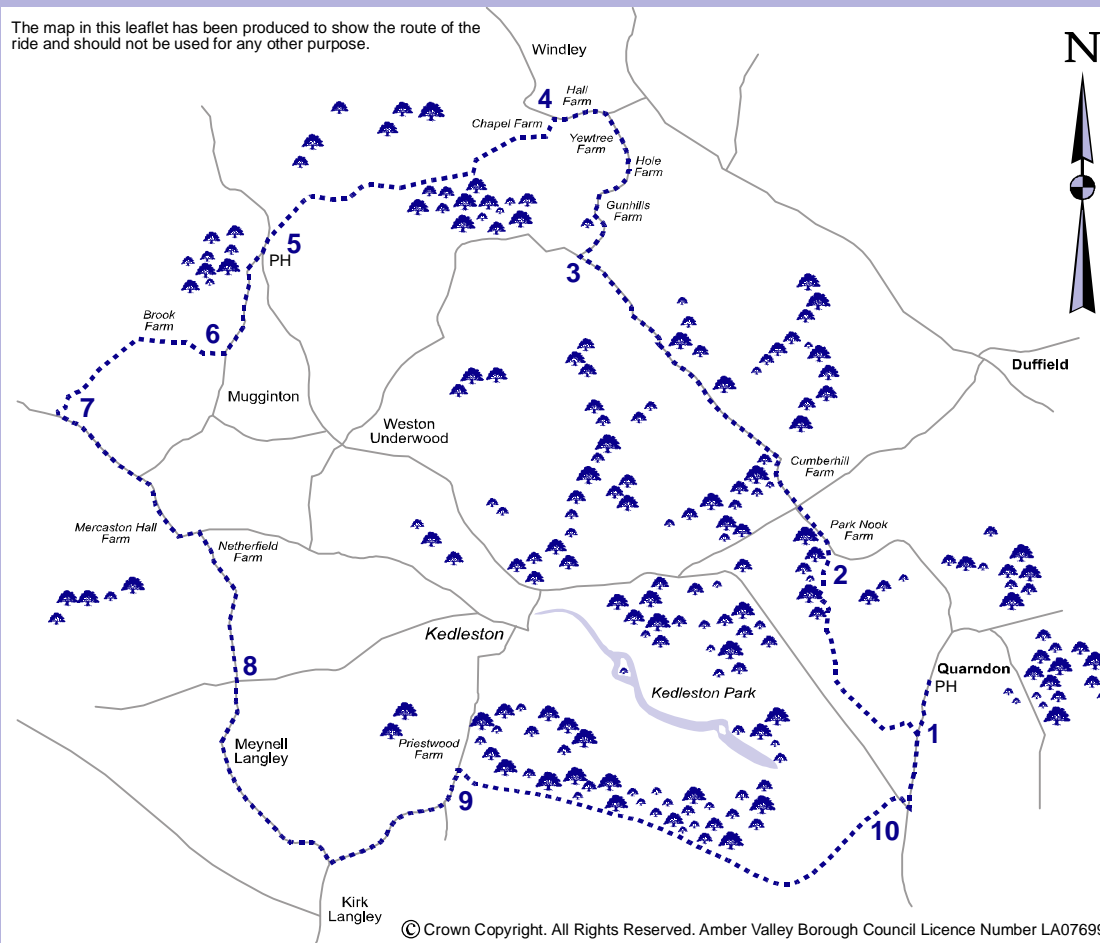 The map in this leaflet has been produced to show the route of the
ride and should not be used for any other purpose.
N
Windley
4
Hall
Farm
Chapel Farm
Yewtree
Farm
Hole
Farm
Gunhills
Farm
5
PH
3
Brook
Farm
6
Duffield
Mugginton
7
Weston
Underwood
Cumberhill
Farm
Mercaston Hall
Farm
Netherfield
Farm
Park Nook
Farm
2
Kedleston
8
Quarndon
PH
Kedleston Park
Meynell
Langley
Priestwood
Farm
1
9
10
Kirk
Langley
© Crown Copyright. All Rights Reserved. Amber Valley Borough Council Licence Number LA07699